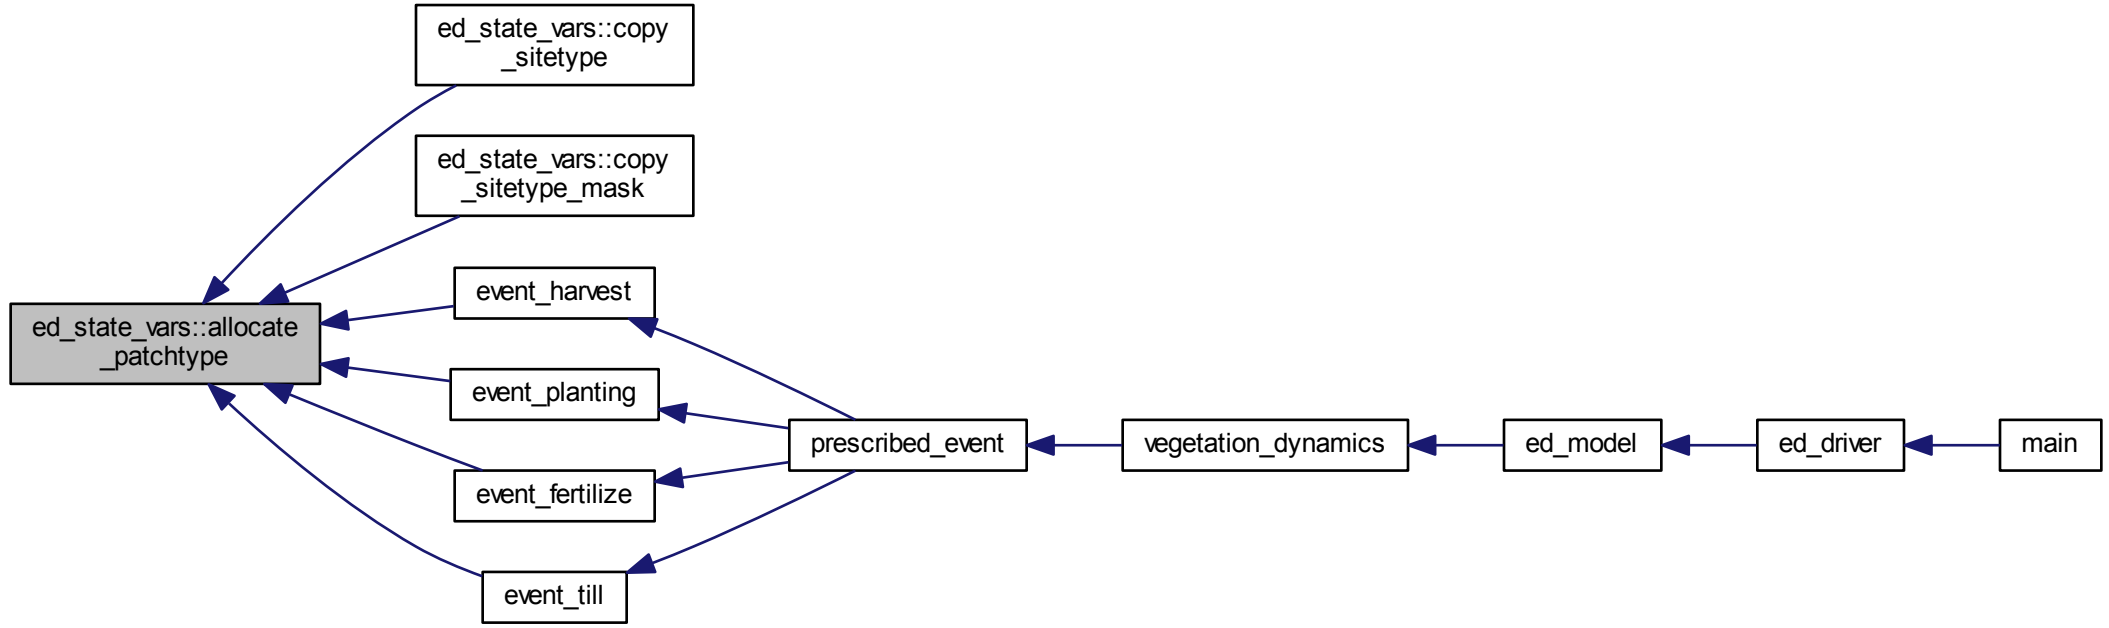 ed_state_vars::copy
_sitetype
ed_state_vars::copy
_sitetype_mask
event_harvest
ed_state_vars::allocate
_patchtype
event_planting
prescribed_event
vegetation_dynamics
ed_model
ed_driver
main
event_fertilize
event_till